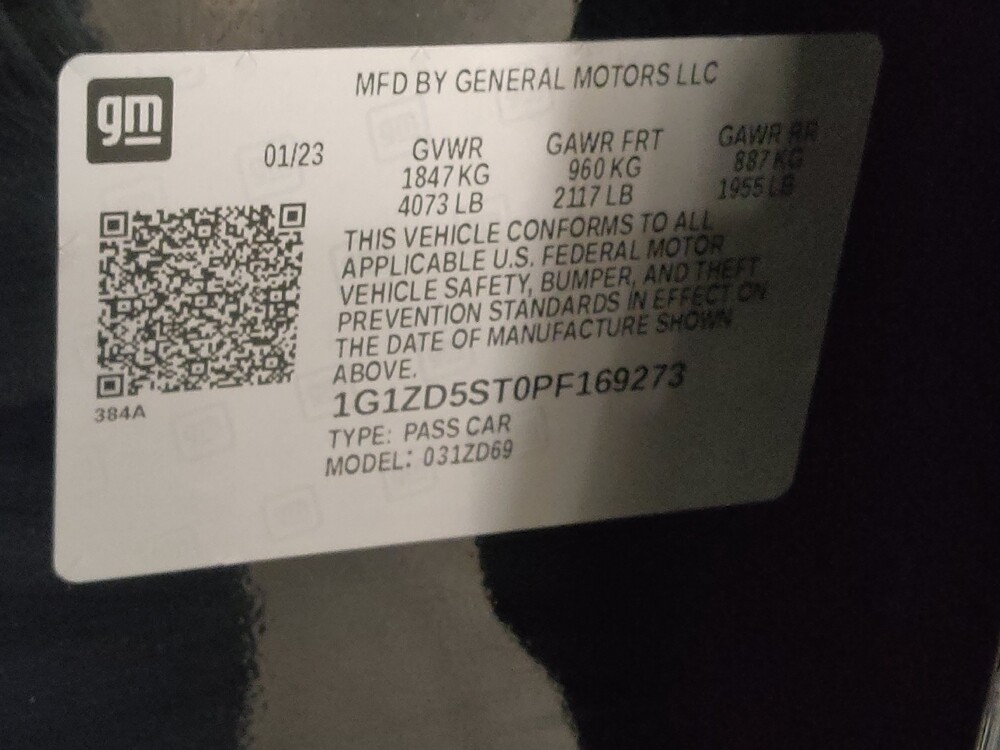 gm
MFD BY GENERAL MOTORS LLC
01/23
GVWR
1847 KG
4073 LB
GAWR FRT
960 KG
2117 LB
GAWR RR
887 KG
1955 LB
THIS VEHICLE CONFORMS TO ALL
APPLICABLE U.S. FEDERAL MOTOR
VEHICLE SAFETY, BUMPER, AND THEFT
PREVENTION STANDARDS IN EFFECT ON
THE DATE OF MANUFACTURE SHOWN
ABOVE.
1G1ZD5ST0PF169273
TYPE: PASS CAR
MODEL: 031ZD69
384A